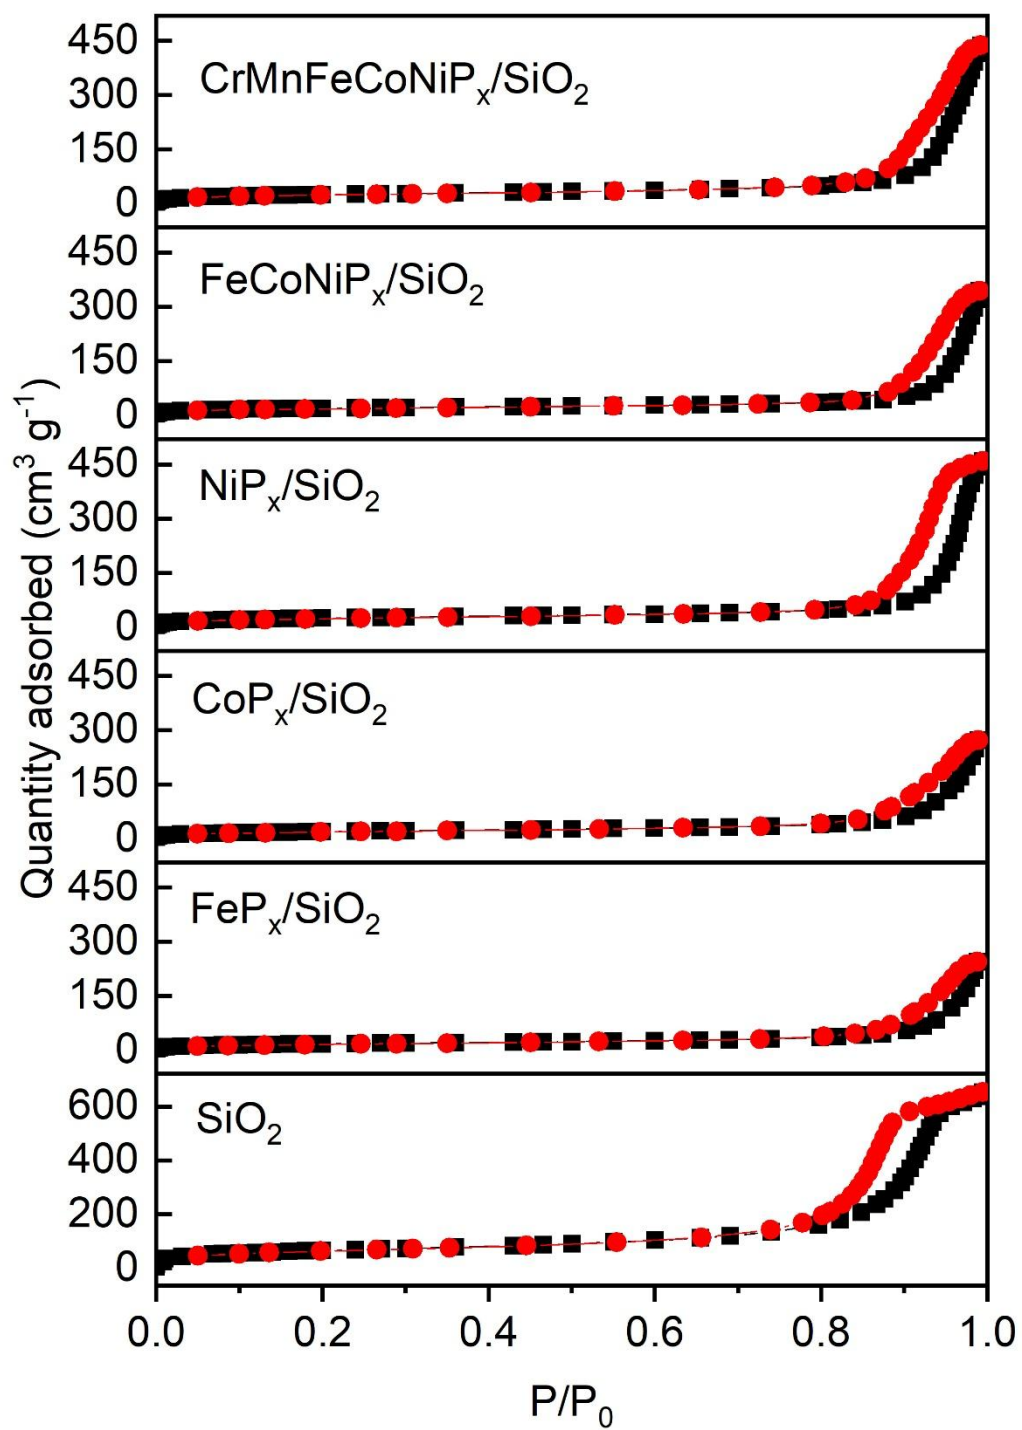 Quantity adsorbed (cm³ g⁻¹)
450
300
150
0
CrMnFeCoNiPₓ/SiO₂
450
300
150
0
FeCoNiPₓ/SiO₂
450
300
150
0
NiPₓ/SiO₂
450
300
150
0
CoPₓ/SiO₂
450
300
150
0
FePₓ/SiO₂
600
400
200
0
SiO₂
0.0 0.2 0.4 0.6 0.8 1.0
P/P₀